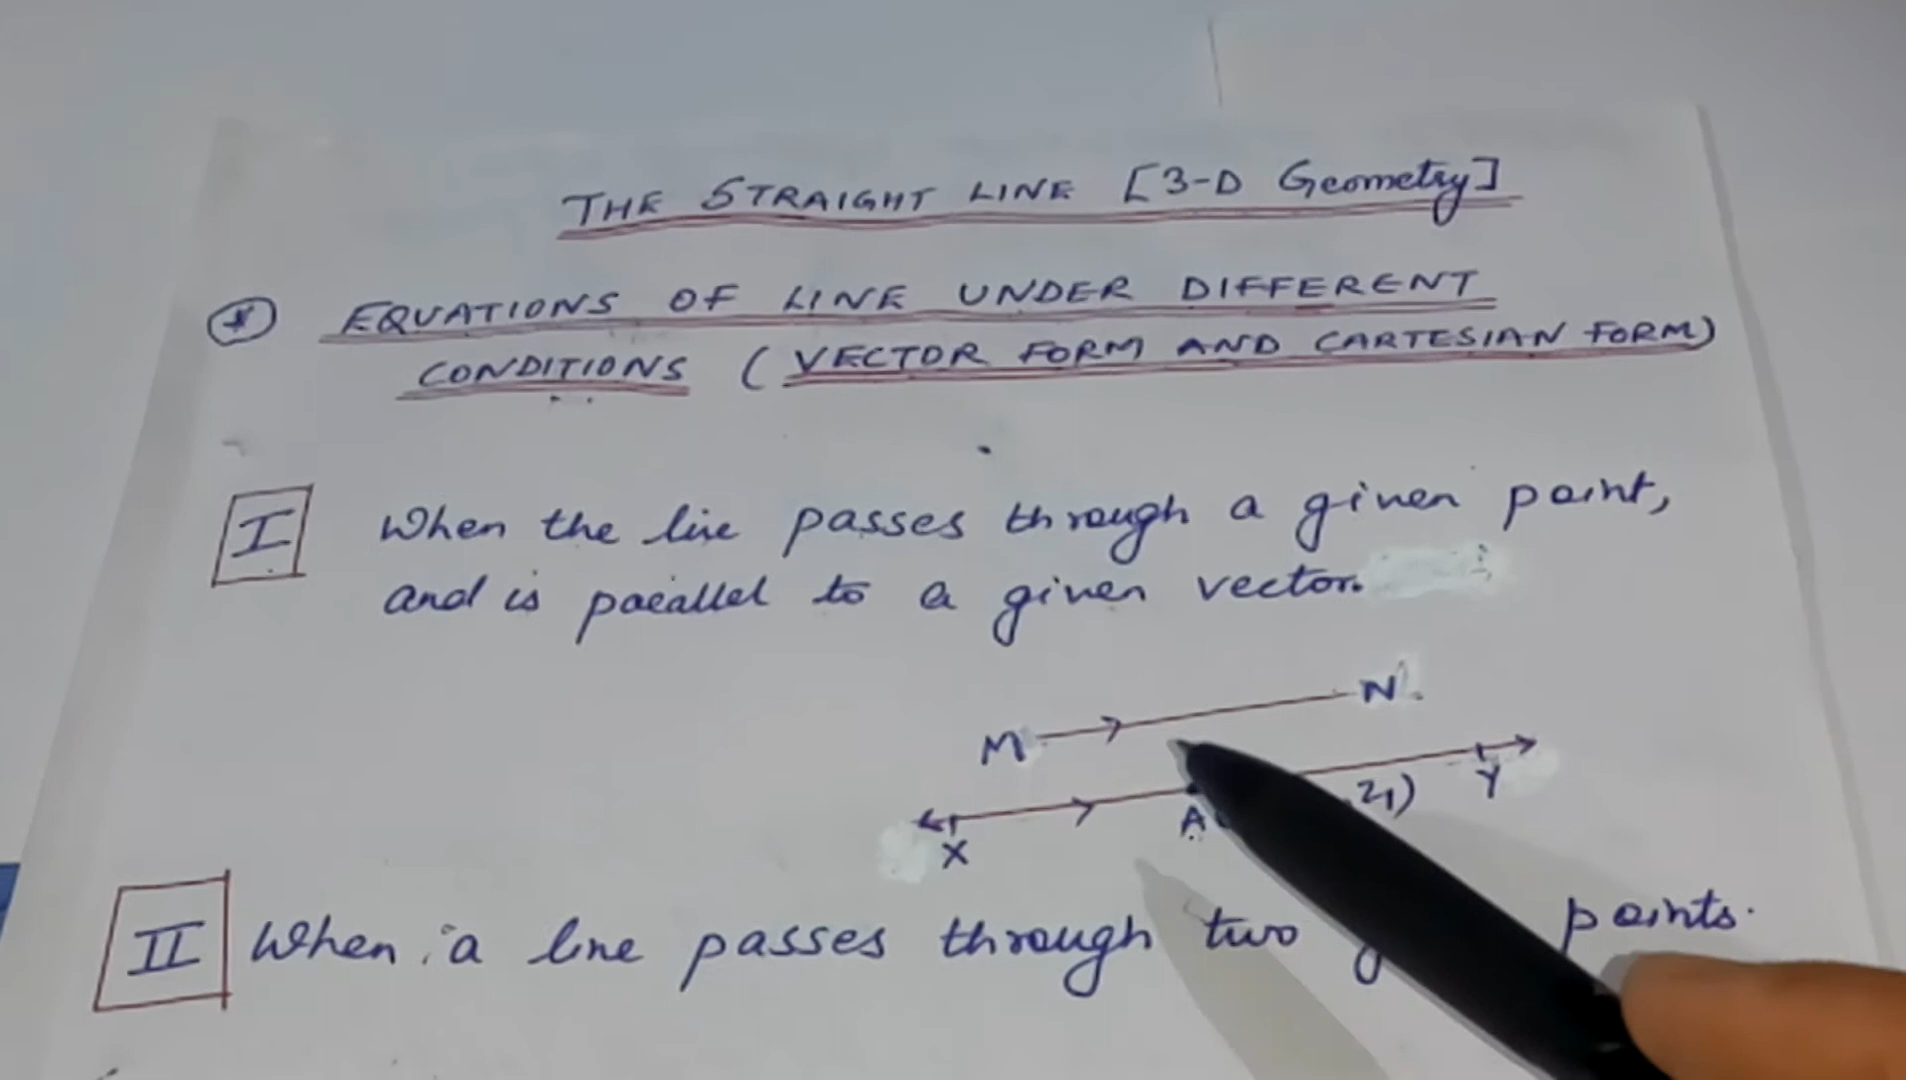 THE STRAIGHT LINE [3-D Geometry]
* EQUATIONS OF LINE UNDER DIFFERENT
CONDITIONS (VECTOR FORM AND CARTESIAN FORM)
I When the line passes through a given point,
and is parallel to a given vector.
M N
A z1) Y
X
II When a line passes through two points.